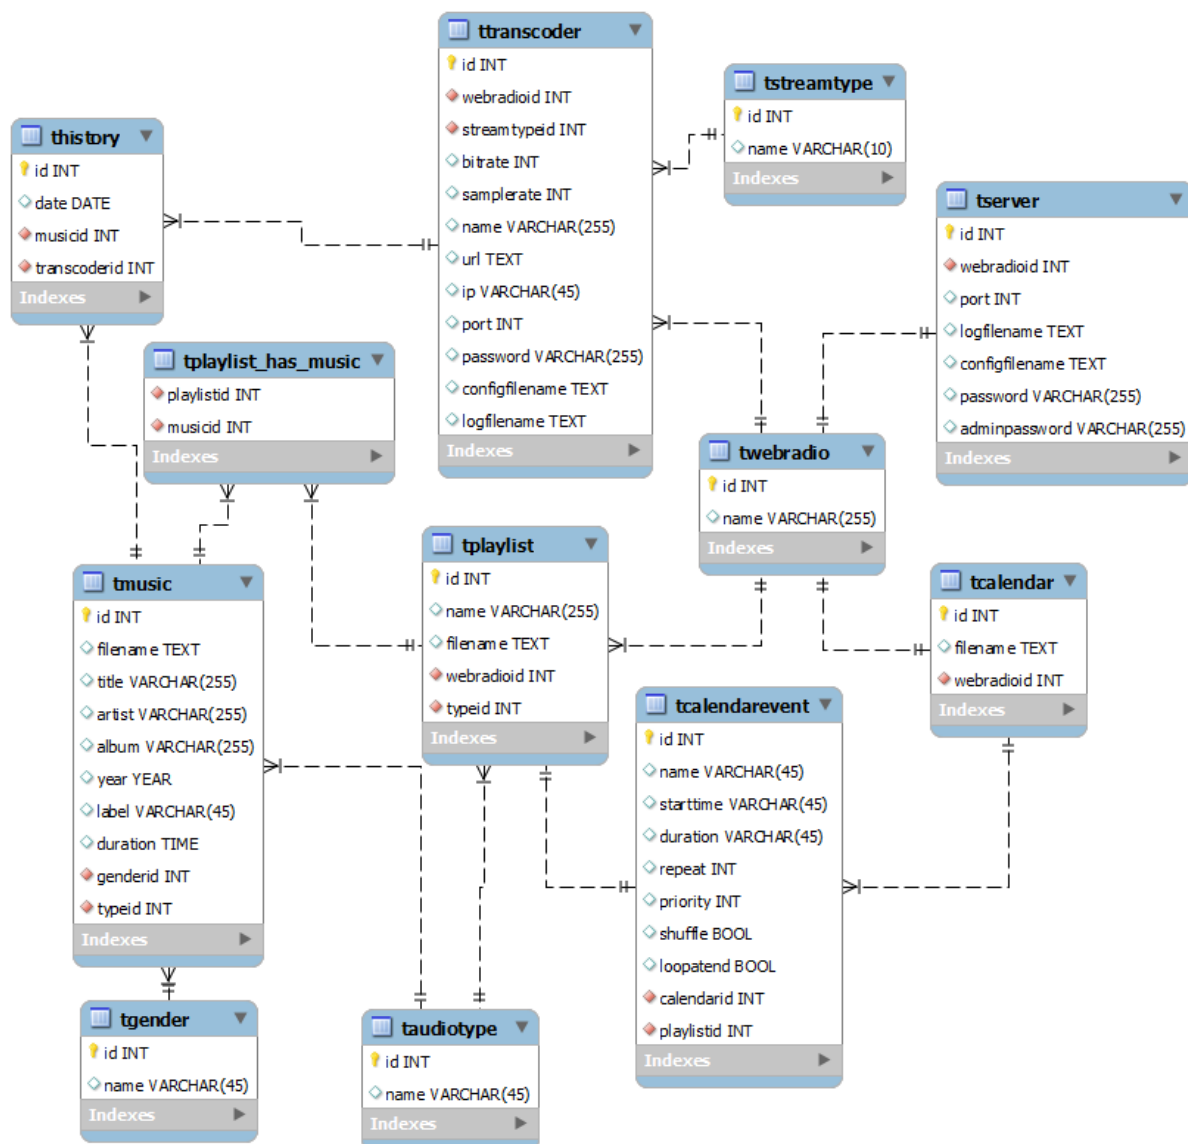 ttranscoder
id INT
webradioid INT
streamtypeid INT
bitrate INT
samplerate INT
name VARCHAR(255)
url TEXT
ip VARCHAR(45)
port INT
password VARCHAR(255)
configfilename TEXT
logfilename TEXT
Indexes
tstreamtype
id INT
name VARCHAR(10)
Indexes
thistory
id INT
date DATE
musicid INT
transcoderid INT
Indexes
tserver
id INT
webradioid INT
port INT
logfilename TEXT
configfilename TEXT
password VARCHAR(255)
adminpassword VARCHAR(255)
Indexes
tplaylist_has_music
playlistid INT
musicid INT
Indexes
twebradio
id INT
name VARCHAR(255)
Indexes
tplaylist
id INT
name VARCHAR(255)
filename TEXT
webradioid INT
typeid INT
Indexes
tmusic
id INT
filename TEXT
title VARCHAR(255)
artist VARCHAR(255)
album VARCHAR(255)
year YEAR
label VARCHAR(45)
duration TIME
genderid INT
typeid INT
Indexes
tcalendar
id INT
filename TEXT
webradioid INT
Indexes
tcalendarevent
id INT
name VARCHAR(45)
starttime VARCHAR(45)
duration VARCHAR(45)
repeat INT
priority INT
shuffle BOOL
loopatend BOOL
calendarid INT
playlistid INT
Indexes
tgender
id INT
name VARCHAR(45)
Indexes
taudiotype
id INT
name VARCHAR(45)
Indexes